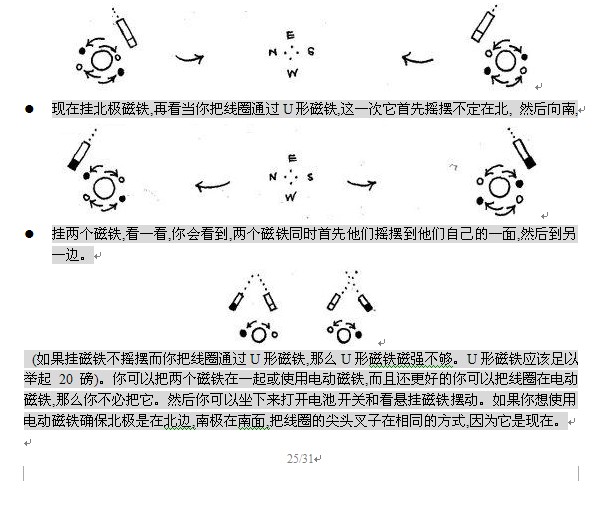 E
N S
W
● 现在挂北极磁铁,再看当你把线圈通过 U 形磁铁,这一次它首先摇摆不定在北, 然后向南,
E
N S
W
● 挂两个磁铁,看一看,你会看到,两个磁铁同时首先他们摇摆到他们自己的一面,然后到另
一边。
(如果挂磁铁不摇摆而你把线圈通过 U 形磁铁,那么 U 形磁铁磁强不够。U 形磁铁应该足以
举起 20 磅)。你可以把两个磁铁在一起或使用电动磁铁,而且还更好的你可以把线圈在电动
磁铁,那么你不必把它。然后你可以坐下来打开电池开关和看悬挂磁铁摆动。如果你想使用
电动磁铁确保北极是在北边,南极在南面,把线圈的尖头叉子在相同的方式,因为它是现在。
25/31